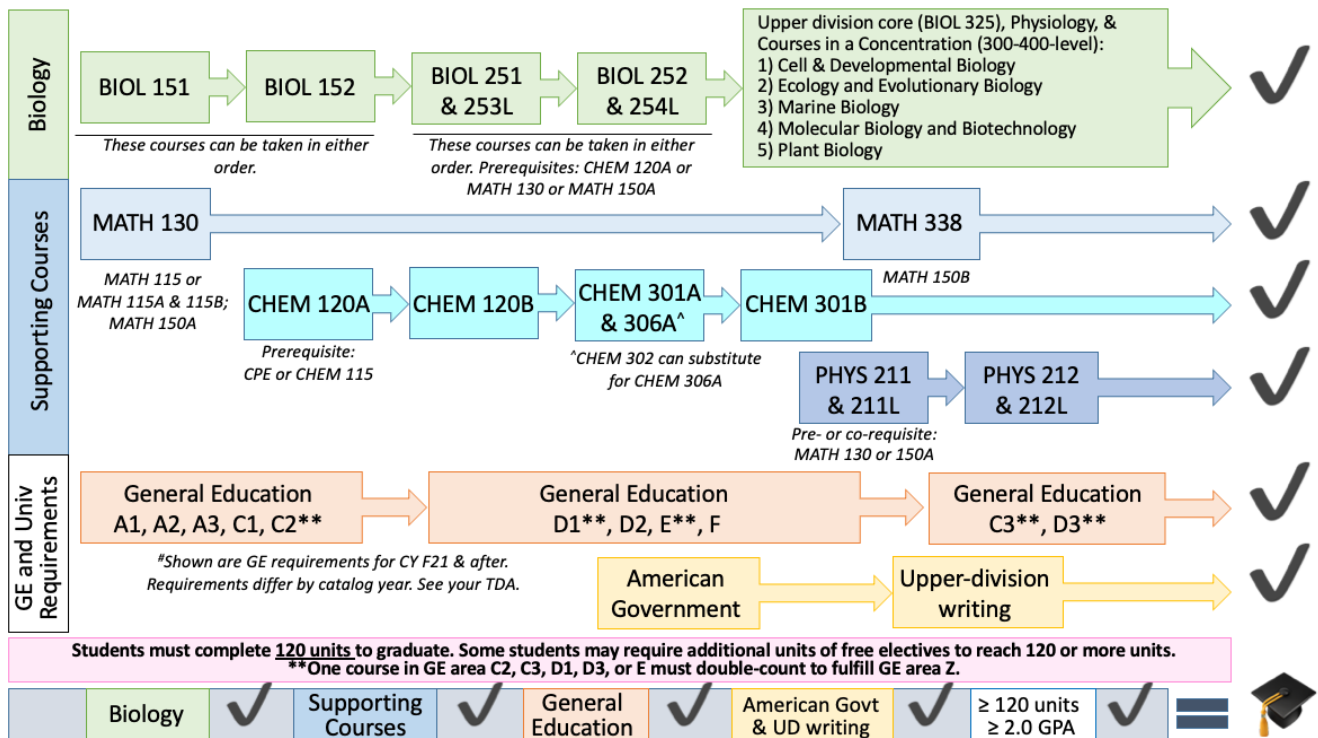 Biology
BIOL 151
BIOL 152
BIOL 251
& 253L
BIOL 252
& 254L
Upper division core (BIOL 325), Physiology, &
Courses in a Concentration (300-400-level):
1) Cell & Developmental Biology
2) Ecology and Evolutionary Biology
3) Marine Biology
4) Molecular Biology and Biotechnology
5) Plant Biology
These courses can be taken in either
order.
These courses can be taken in either
order. Prerequisites: CHEM 120A or
MATH 130 or MATH 150A
Supporting Courses
MATH 130
MATH 338
MATH 115 or
MATH 115A & 115B;
MATH 150A
MATH 150B
CHEM 120A
CHEM 120B
CHEM 301A
& 306A^
CHEM 301B
Prerequisite:
CPE or CHEM 115
^CHEM 302 can substitute
for CHEM 306A
PHYS 211
& 211L
PHYS 212
& 212L
Pre- or co-requisite:
MATH 130 or 150A
GE and Univ
Requirements
General Education
A1, A2, A3, C1, C2**
General Education
D1**, D2, E**, F
General Education
C3**, D3**
#Shown are GE requirements for CY F21 & after.
Requirements differ by catalog year. See your TDA.
American
Government
Upper-division
writing
Students must complete 120 units to graduate. Some students may require additional units of free electives to reach 120 or more units.
**One course in GE area C2, C3, D1, D3, or E must double-count to fulfill GE area Z.
Biology
Supporting
Courses
General
Education
American Govt
& UD writing
≥ 120 units
≥ 2.0 GPA